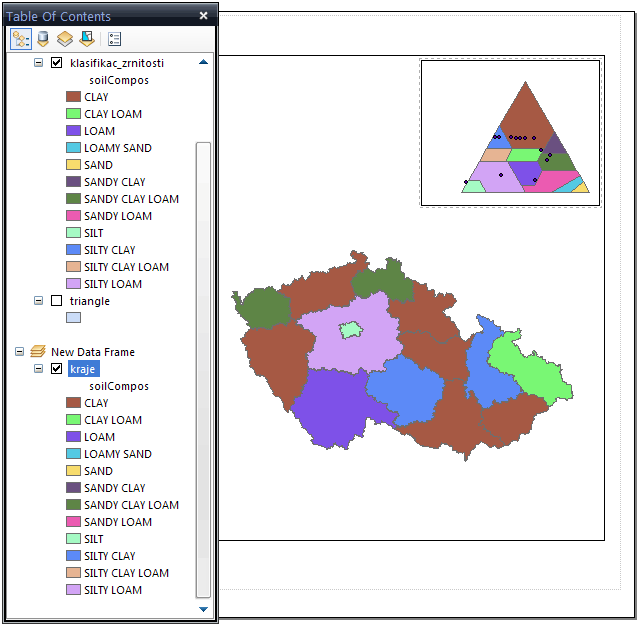 Table Of Contents
klasifikac_zrnitosti
soilCompos
CLAY
CLAY LOAM
LOAM
LOAMY SAND
SAND
SANDY CLAY
SANDY CLAY LOAM
SANDY LOAM
SILT
SILTY CLAY
SILTY CLAY LOAM
SILTY LOAM
triangle
New Data Frame
kraje
soilCompos
CLAY
CLAY LOAM
LOAM
LOAMY SAND
SAND
SANDY CLAY
SANDY CLAY LOAM
SANDY LOAM
SILT
SILTY CLAY
SILTY CLAY LOAM
SILTY LOAM